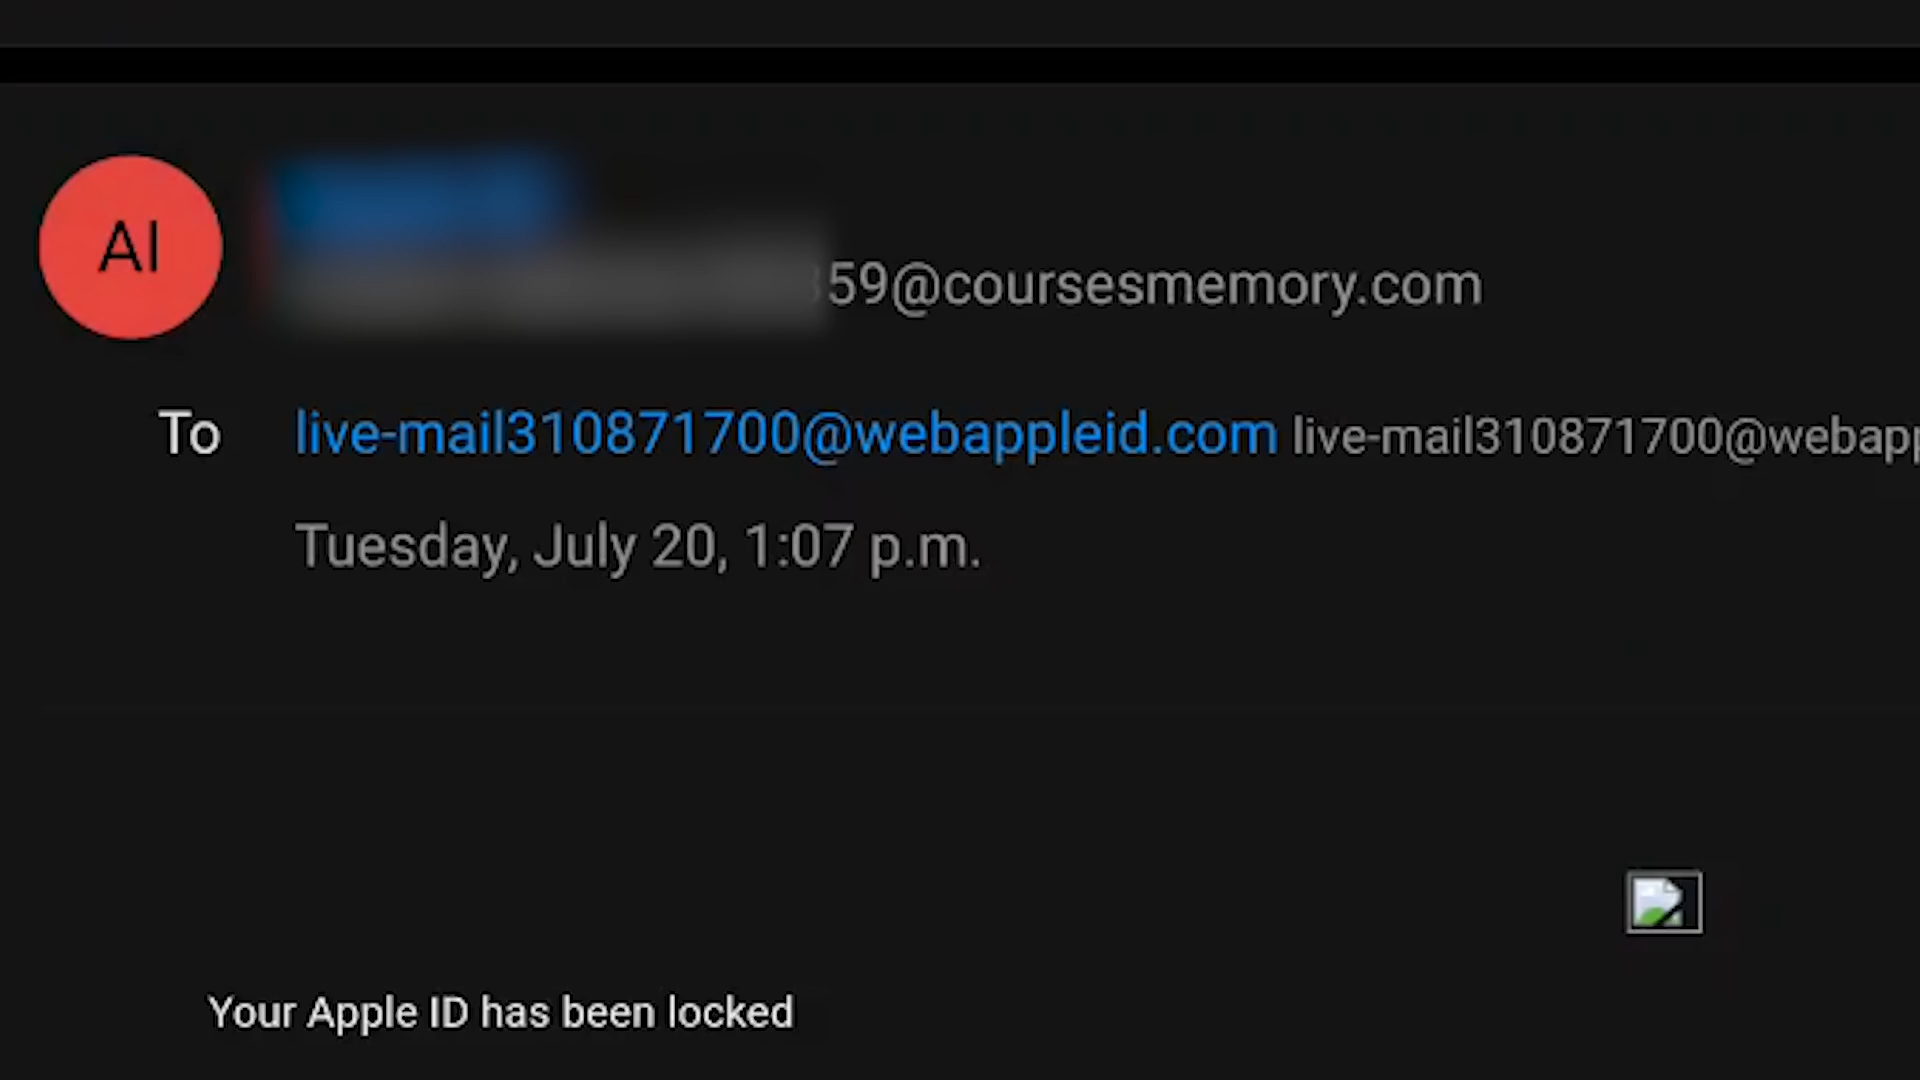 AI
59@coursesmemory.com
To live-mail310871700@webappleid.com live-mail310871700@webapp
Tuesday, July 20, 1:07 p.m.
Your Apple ID has been locked